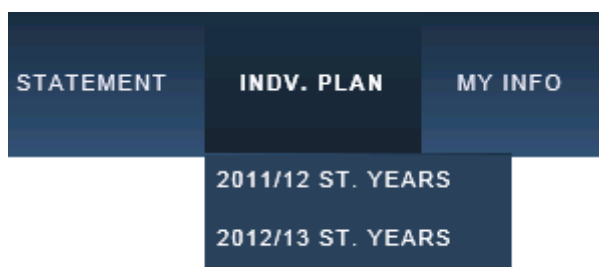 STATEMENT INDV. PLAN MY INFO
2011/12 ST. YEARS
2012/13 ST. YEARS